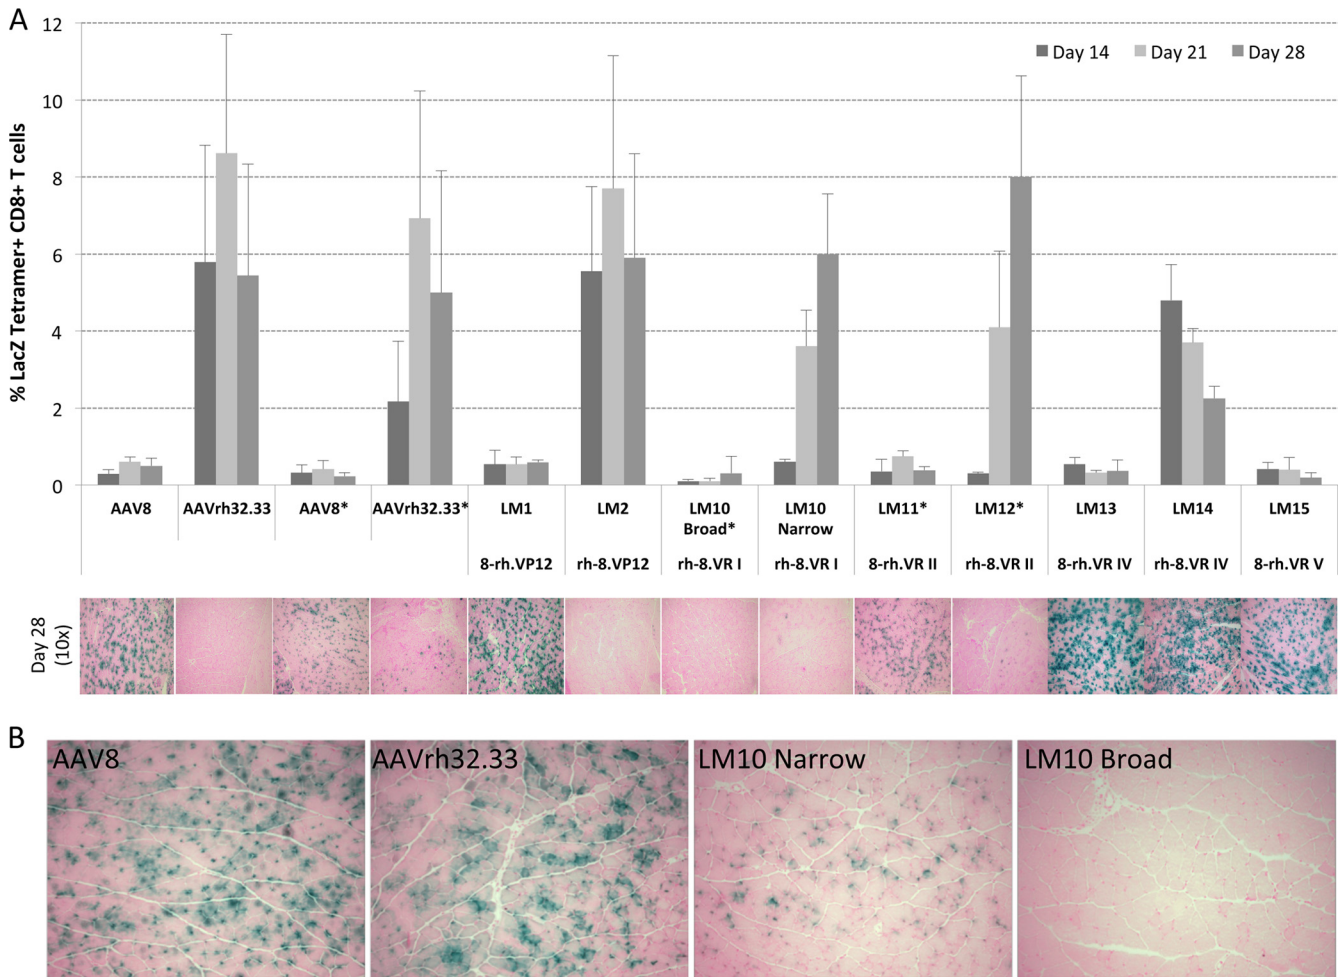 A
12
10
8
6
4
2
0
% LacZ Tetramer+ CD8+ T cells
Day 14 Day 21 Day 28
AAV8 AAVrh32.33 AAV8* AAVrh32.33* LM1 LM2 LM10 LM10 LM11* LM12* LM13 LM14 LM15
Broad* Narrow
8-rh.VP12 rh-8.VP12 rh-8.VR I rh-8.VR I 8-rh.VR II rh-8.VR II 8-rh.VR IV rh-8.VR IV 8-rh.VR V
Day 28
(10x)
B
AAV8 AAVrh32.33 LM10 Narrow LM10 Broad